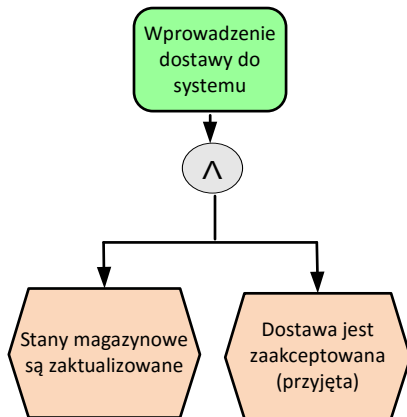 Wprowadzenie
dostawy do
systemu
Λ
Stany magazynowe
są zaktualizowane
Dostawa jest
zaakceptowana
(przyjęta)